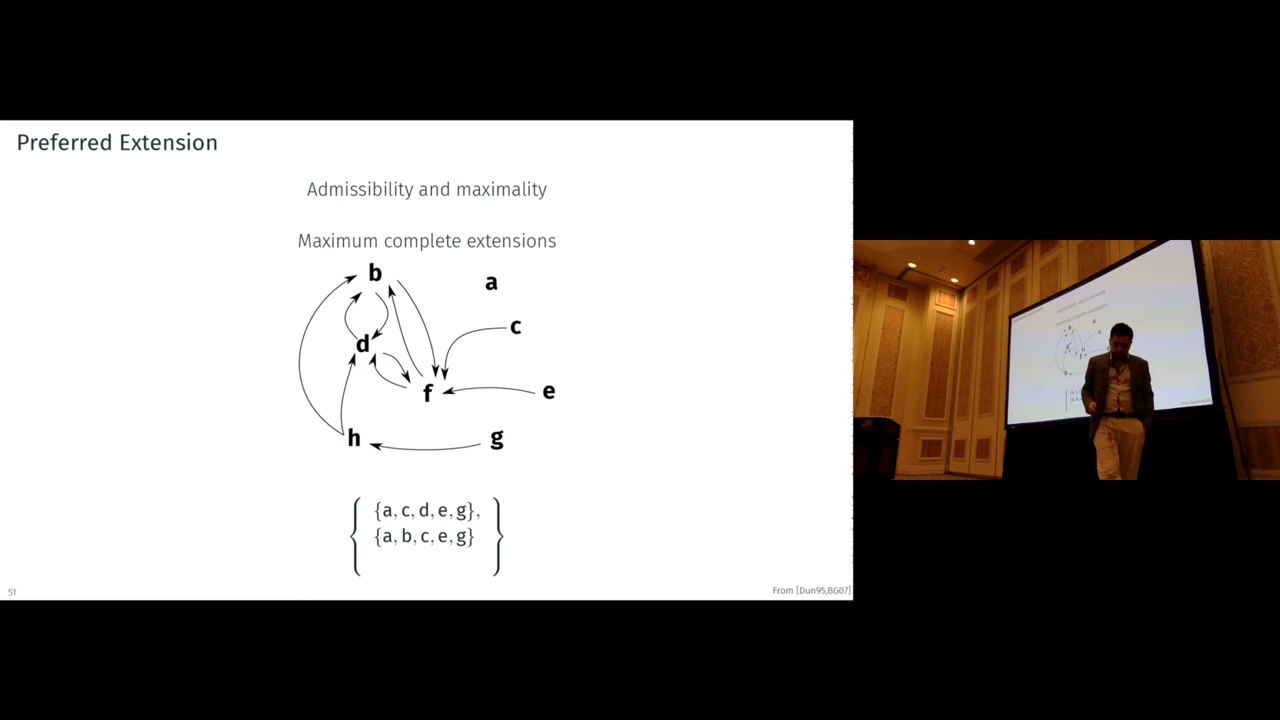 Preferred Extension
Admissibility and maximality
Maximum complete extensions
b
a
c
d
f
e
h
g
{a, c, d, e, g},
{a, b, c, e, g}
51
From [Dun95,BG07]